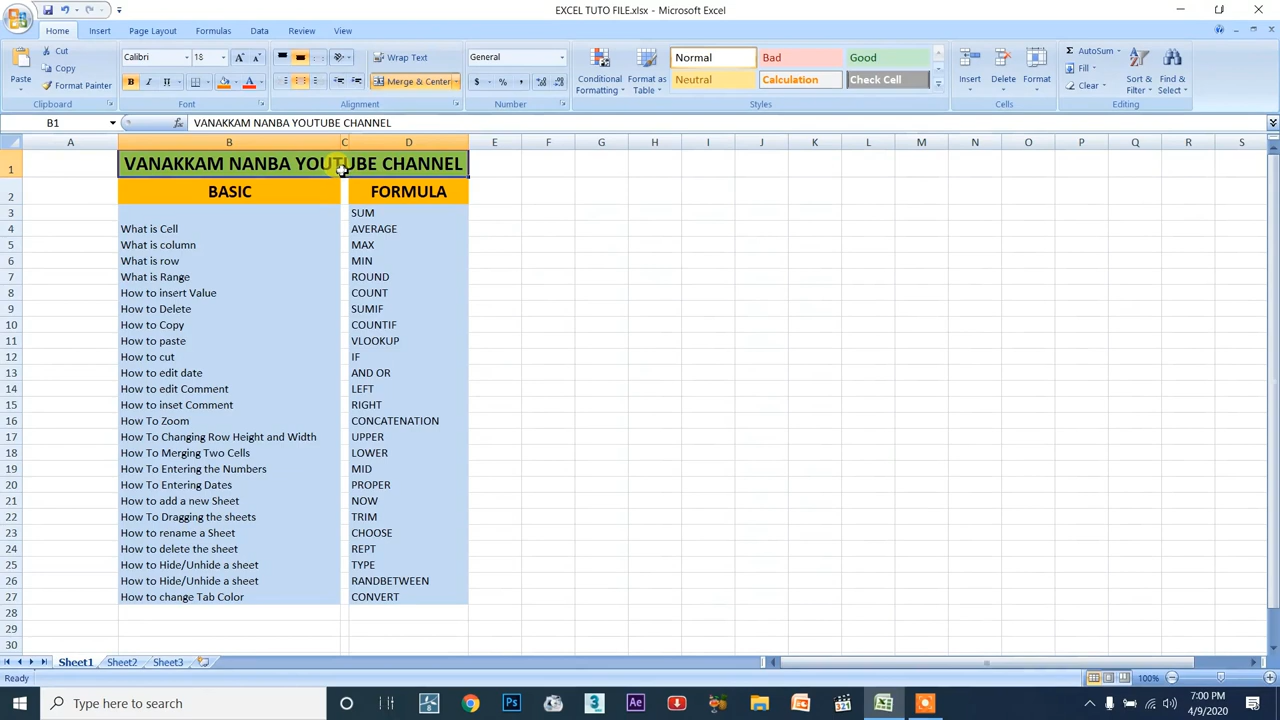 EXCEL TUTO FILE.xlsx - Microsoft Excel
Home Insert Page Layout Formulas Data Review View
Paste Cut Copy Format Painter Clipboard
Calibri 18 B I U Font
Wrap Text Merge & Center Alignment
General $ % , Number
Conditional Formatting Format as Table Normal Bad Good Neutral Calculation Check Cell Styles
Insert Delete Format Cells
AutoSum Fill Clear Sort & Filter Find & Select Editing
B1 fx VANAKKAM NANBA YOUTUBE CHANNEL
A B C D E F G H I J K L M N O P Q R S
1 VANAKKAM NANBA YOUTUBE CHANNEL
2 BASIC FORMULA
3 SUM
4 What is Cell AVERAGE
5 What is column MAX
6 What is row MIN
7 What is Range ROUND
8 How to insert Value COUNT
9 How to Delete SUMIF
10 How to Copy COUNTIF
11 How to paste VLOOKUP
12 How to cut IF
13 How to edit date AND OR
14 How to edit Comment LEFT
15 How to inset Comment RIGHT
16 How To Zoom CONCATENATION
17 How To Changing Row Height and Width UPPER
18 How To Merging Two Cells LOWER
19 How To Entering the Numbers MID
20 How To Entering Dates PROPER
21 How to add a new Sheet NOW
22 How To Dragging the sheets TRIM
23 How to rename a Sheet CHOOSE
24 How to delete the sheet REPT
25 How to Hide/Unhide a sheet TYPE
26 How to Hide/Unhide a sheet RANDBETWEEN
27 How to change Tab Color CONVERT
28
29
30
Sheet1 Sheet2 Sheet3
Ready 100%
Type here to search
7:00 PM
4/9/2020